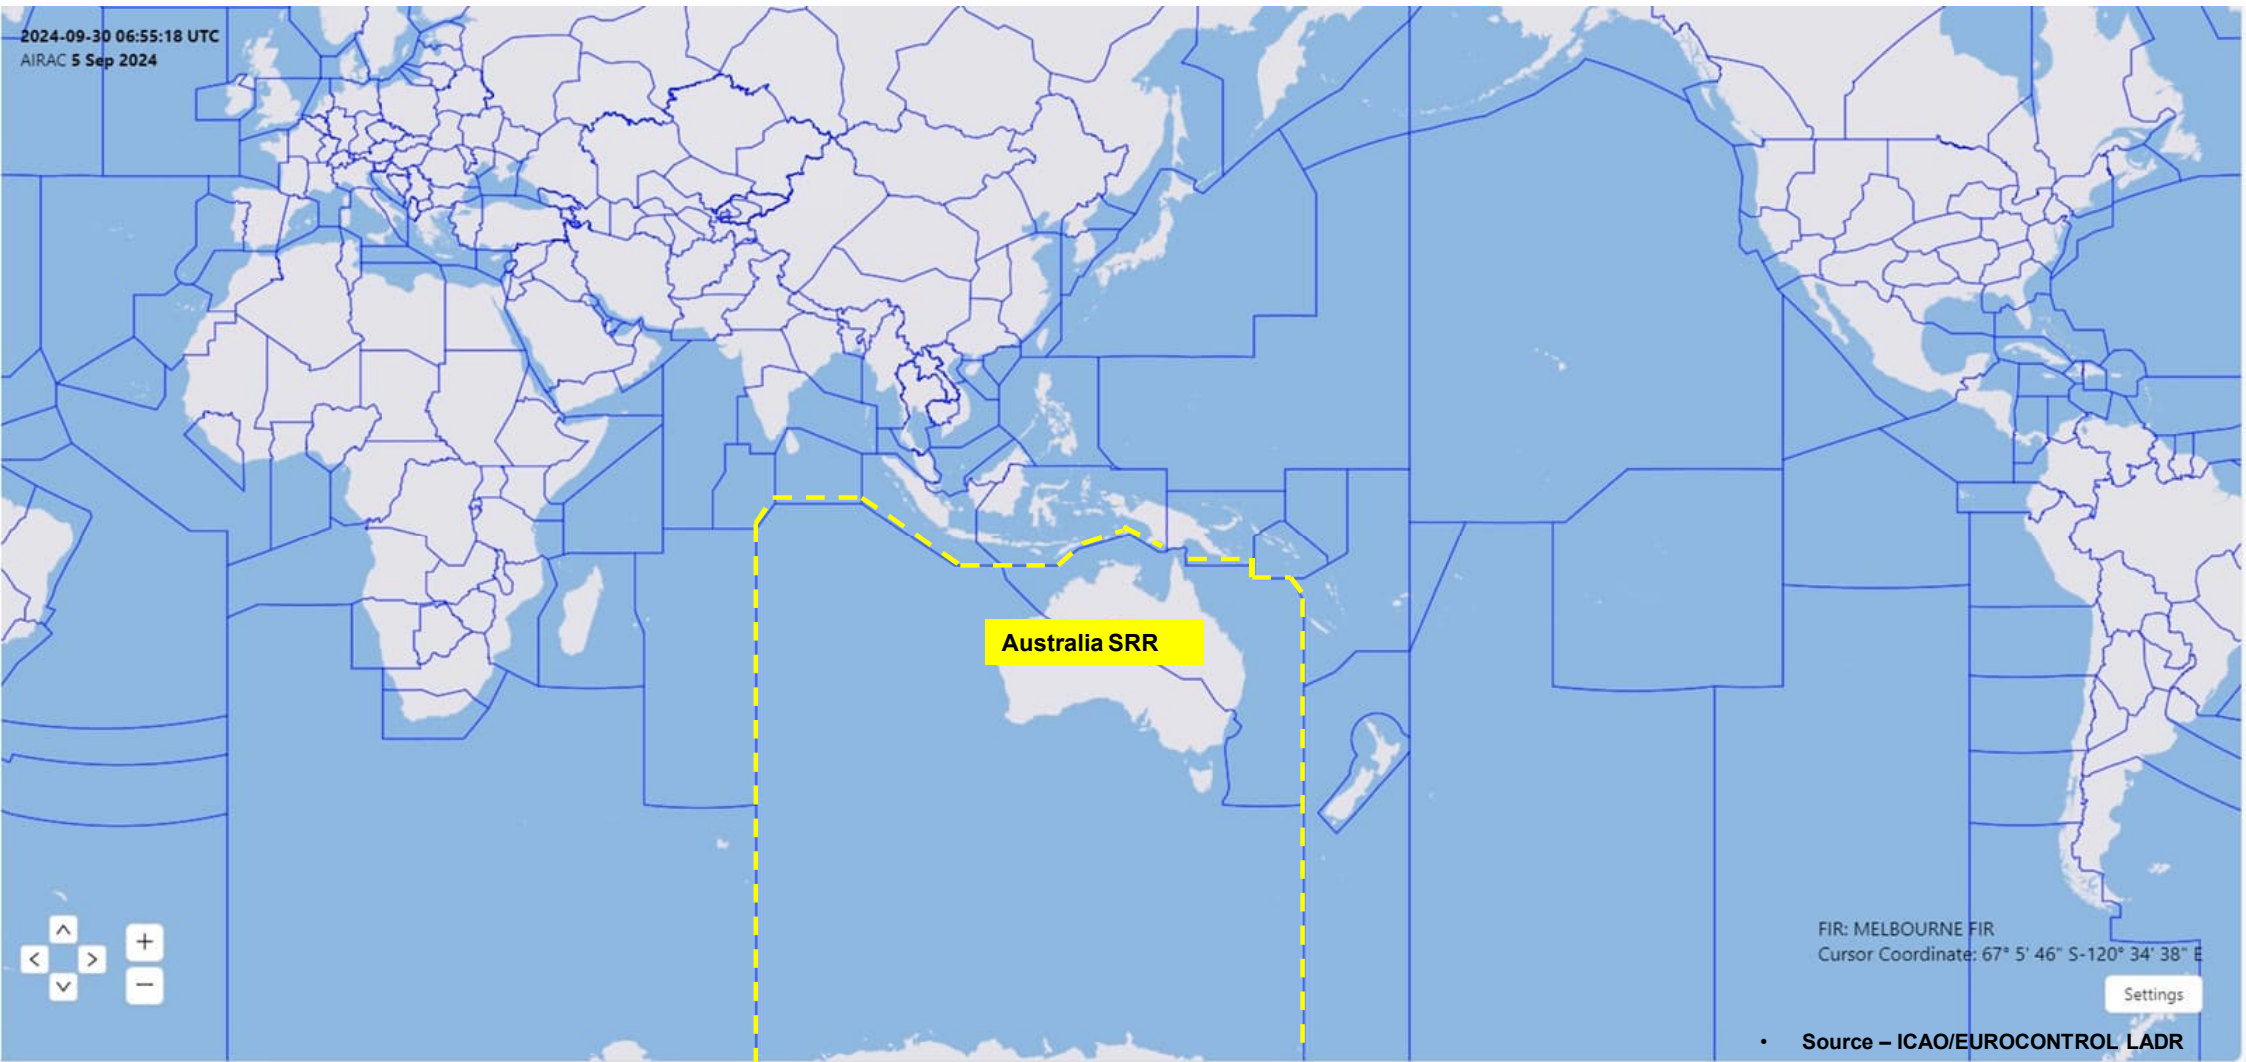 2024-09-30 06:55:18 UTC
AIRAC 5 Sep 2024
Australia SRR
FIR: MELBOURNE FIR
Cursor Coordinate: 67° 5' 46" S-120° 34' 38" E
Settings
• Source – ICAO/EUROCONTROL LADR